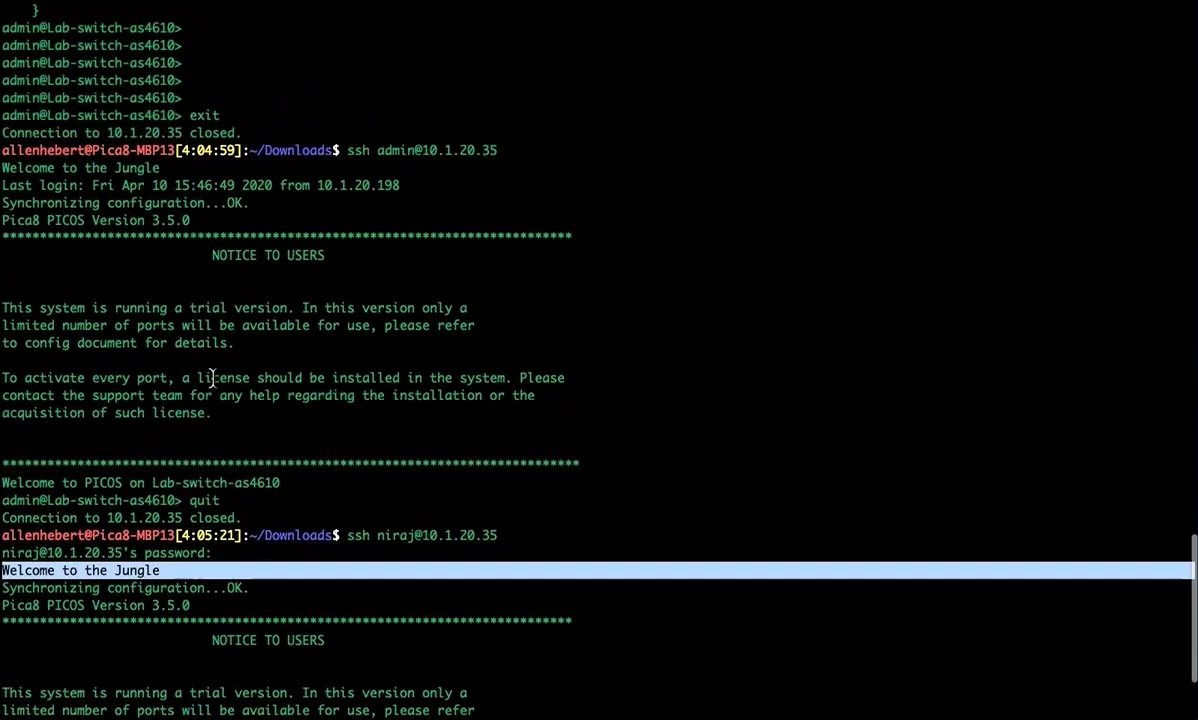 }
admin@Lab-switch-as4610>
admin@Lab-switch-as4610>
admin@Lab-switch-as4610>
admin@Lab-switch-as4610>
admin@Lab-switch-as4610>
admin@Lab-switch-as4610> exit
Connection to 10.1.20.35 closed.
allenhebert@Pica8-MBP13[4:04:59]:~/Downloads$ ssh admin@10.1.20.35
Welcome to the Jungle
Last login: Fri Apr 10 15:46:49 2020 from 10.1.20.198
Synchronizing configuration...OK.
Pica8 PICOS Version 3.5.0
****************************************************************************
NOTICE TO USERS
This system is running a trial version. In this version only a
limited number of ports will be available for use, please refer
to config document for details.
To activate every port, a license should be installed in the system. Please
contact the support team for any help regarding the installation or the
acquisition of such license.
*****************************************************************************
Welcome to PICOS on Lab-switch-as4610
admin@Lab-switch-as4610> quit
Connection to 10.1.20.35 closed.
allenhebert@Pica8-MBP13[4:05:21]:~/Downloads$ ssh niraj@10.1.20.35
niraj@10.1.20.35's password:
Welcome to the Jungle
Synchronizing configuration...OK.
Pica8 PICOS Version 3.5.0
****************************************************************************
NOTICE TO USERS
This system is running a trial version. In this version only a
limited number of ports will be available for use, please refer